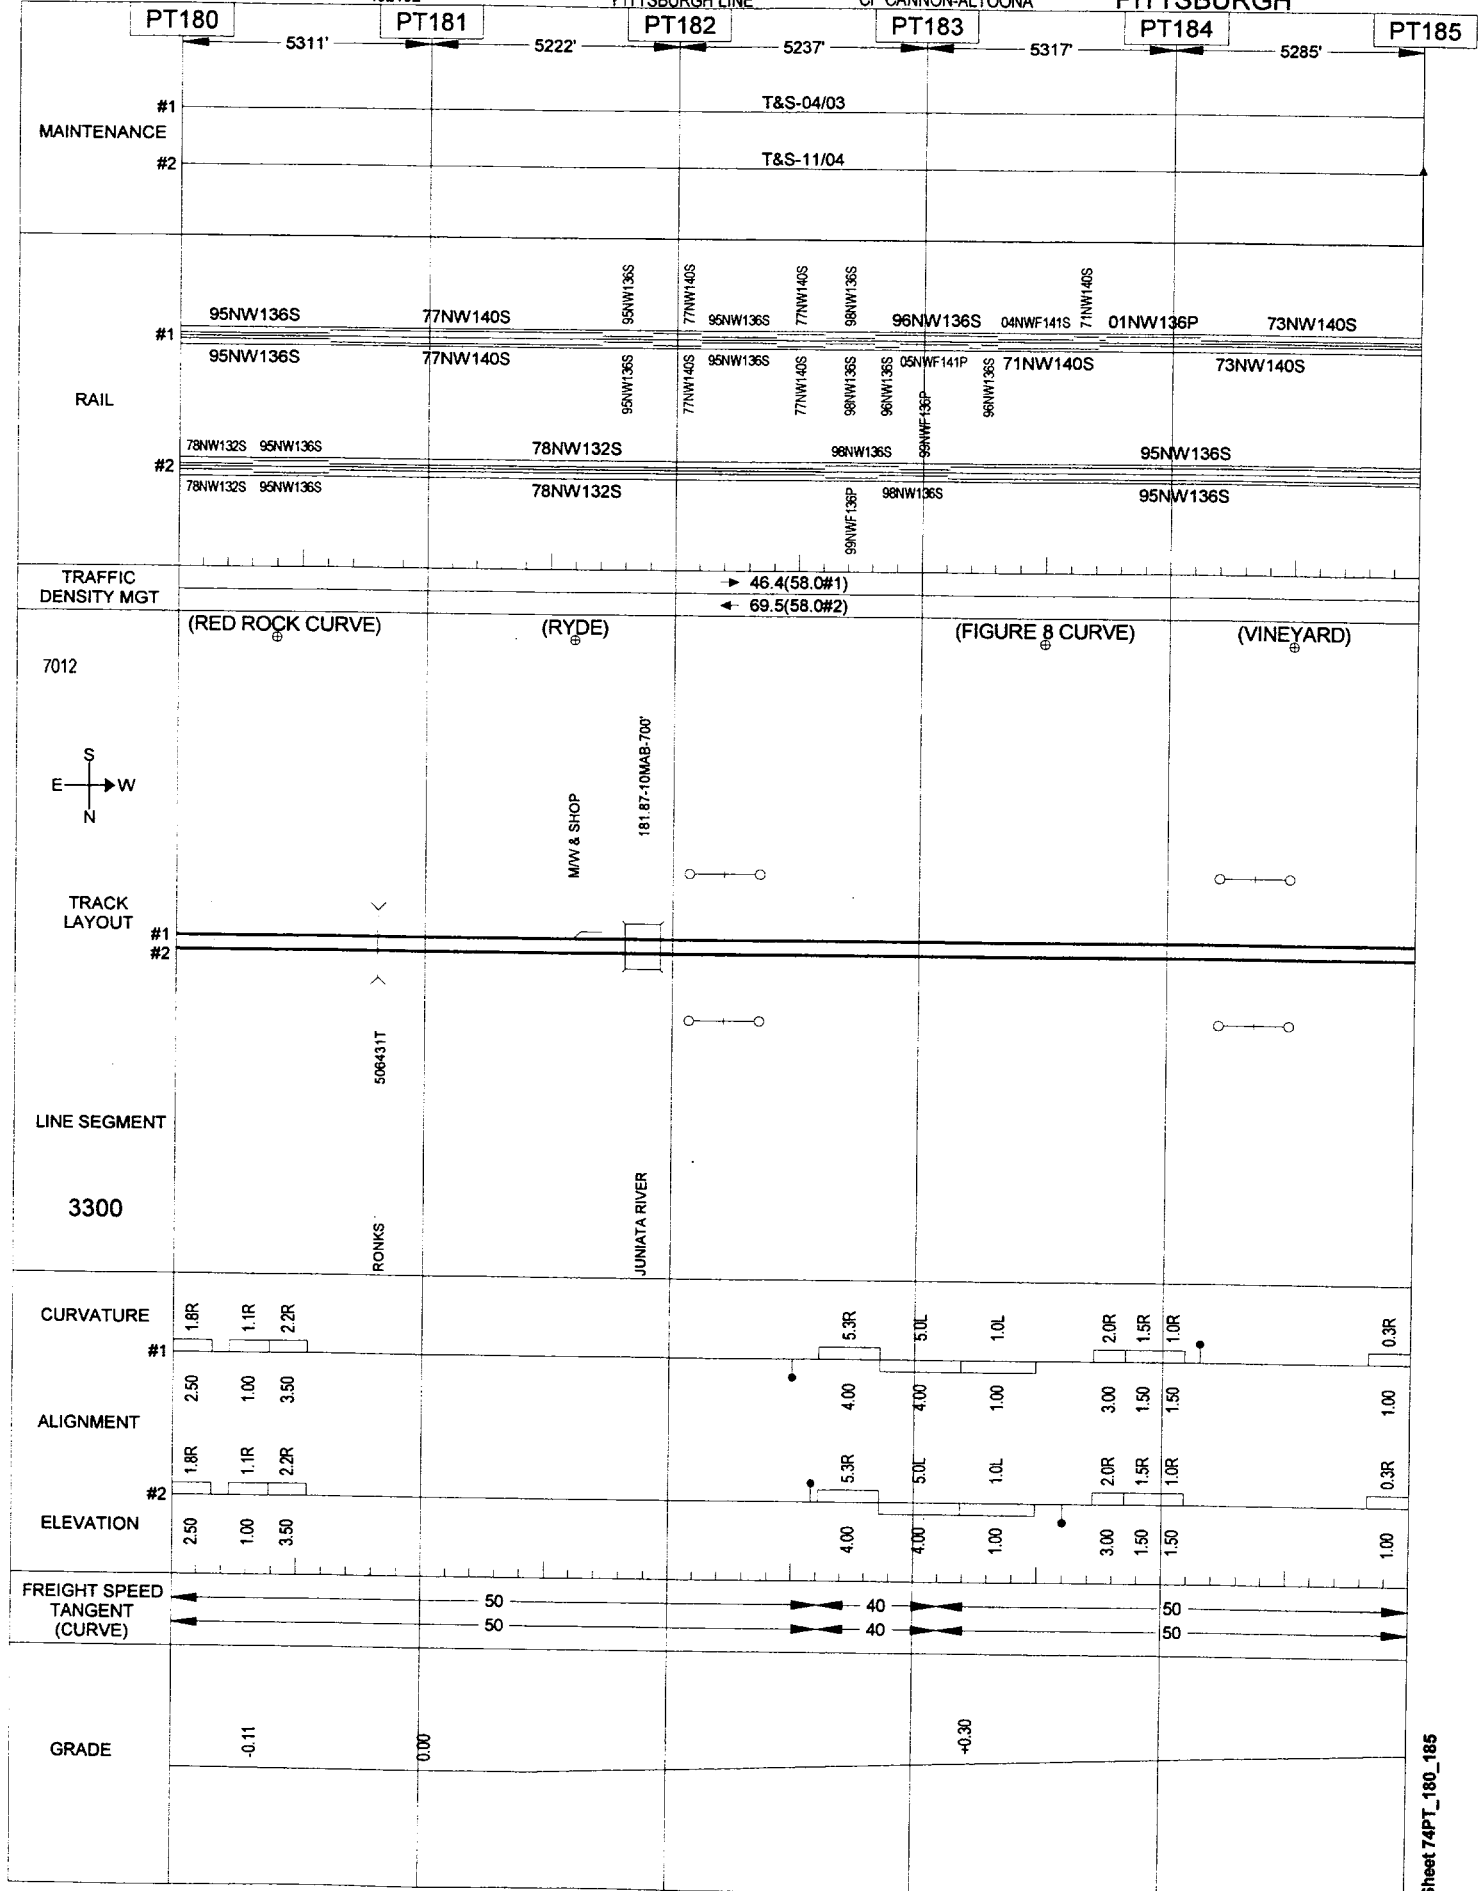 PITTSBURGH LINE CP CANNON-ALTOONA PITTSBURGH
PT180 PT181 PT182 PT183 PT184 PT185
5311' 5222' 5237' 5317' 5285'
#1 T&S-04/03
MAINTENANCE
#2 T&S-11/04
95NW136S 77NW140S 77NW140S 98NW136S 71NW140S
95NW136S 77NW140S 95NW136S 96NW136S 04NWF141S 01NW136P 73NW140S
#1
95NW136S 77NW140S 95NW136S 05NWF141P 71NW140S 73NW140S
95NW136S 77NW140S 77NW140S 98NW136S 96NW136S 99NWF136P 96NW136S
RAIL
78NW132S 95NW136S 78NW132S 98NW136S 95NW136S
#2
78NW132S 95NW136S 78NW132S 98NW136S 95NW136S
99NWF136P
TRAFFIC
DENSITY MGT
→ 46.4(58.0#1)
← 69.5(58.0#2)
(RED ROCK CURVE) (RYDE) (FIGURE 8 CURVE) (VINEYARD)
7012
S
E W
N
M/W & SHOP
181.87-10MAB-700'
TRACK
LAYOUT
#1
#2
506431T
LINE SEGMENT
3300
RONKS
JUNIATA RIVER
CURVATURE
1.8R 1.1R 2.2R 5.3R 5.0L 1.0L 2.0R 1.5R 1.0R 0.3R
#1
2.50 1.00 3.50 4.00 4.00 1.00 3.00 1.50 1.50 1.00
ALIGNMENT
1.8R 1.1R 2.2R 5.3R 5.0L 1.0L 2.0R 1.5R 1.0R 0.3R
#2
ELEVATION
2.50 1.00 3.50 4.00 4.00 1.00 3.00 1.50 1.50 1.00
FREIGHT SPEED
TANGENT
(CURVE)
50 40 50
50 40 50
GRADE
-0.11 0.00 +0.30
Sheet 74PT_180_185